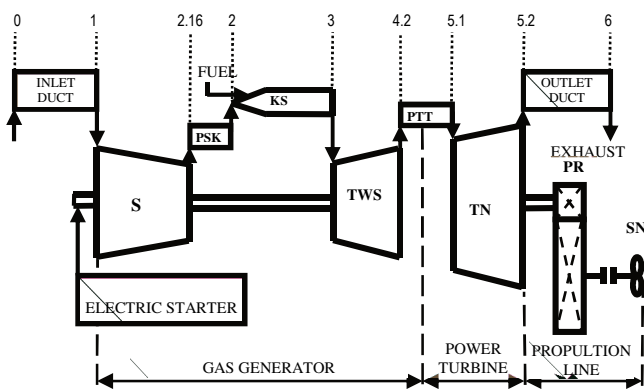 0 1 2.16 2 3 4.2 5.1 5.2 6
INLET
DUCT
FUEL
KS
PSK
PTT
OUTLET
DUCT
EXHAUST
PR
S
TWS
TN
SN
ELECTRIC STARTER
GAS GENERATOR
POWER
TURBINE
PROPULTION
LINE